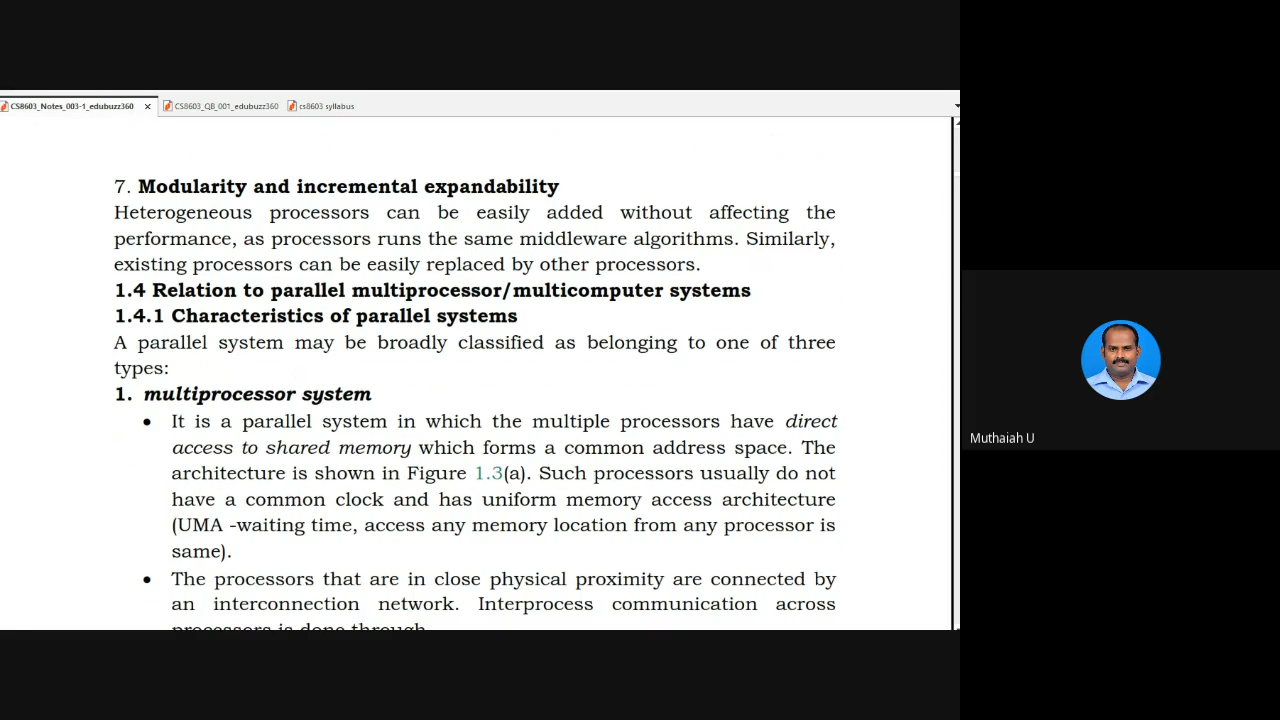 CS8603_Notes_003-1_edubuzz360 × CS8603_QB_001_edubuzz360 cs8603 syllabus
7. Modularity and incremental expandability
Heterogeneous processors can be easily added without affecting the
performance, as processors runs the same middleware algorithms. Similarly,
existing processors can be easily replaced by other processors.
1.4 Relation to parallel multiprocessor/multicomputer systems
1.4.1 Characteristics of parallel systems
A parallel system may be broadly classified as belonging to one of three
types:
1. multiprocessor system
• It is a parallel system in which the multiple processors have direct
access to shared memory which forms a common address space. The
architecture is shown in Figure 1.3(a). Such processors usually do not
have a common clock and has uniform memory access architecture
(UMA -waiting time, access any memory location from any processor is
same).
• The processors that are in close physical proximity are connected by
an interconnection network. Interprocess communication across
processors is done through
Muthaiah U